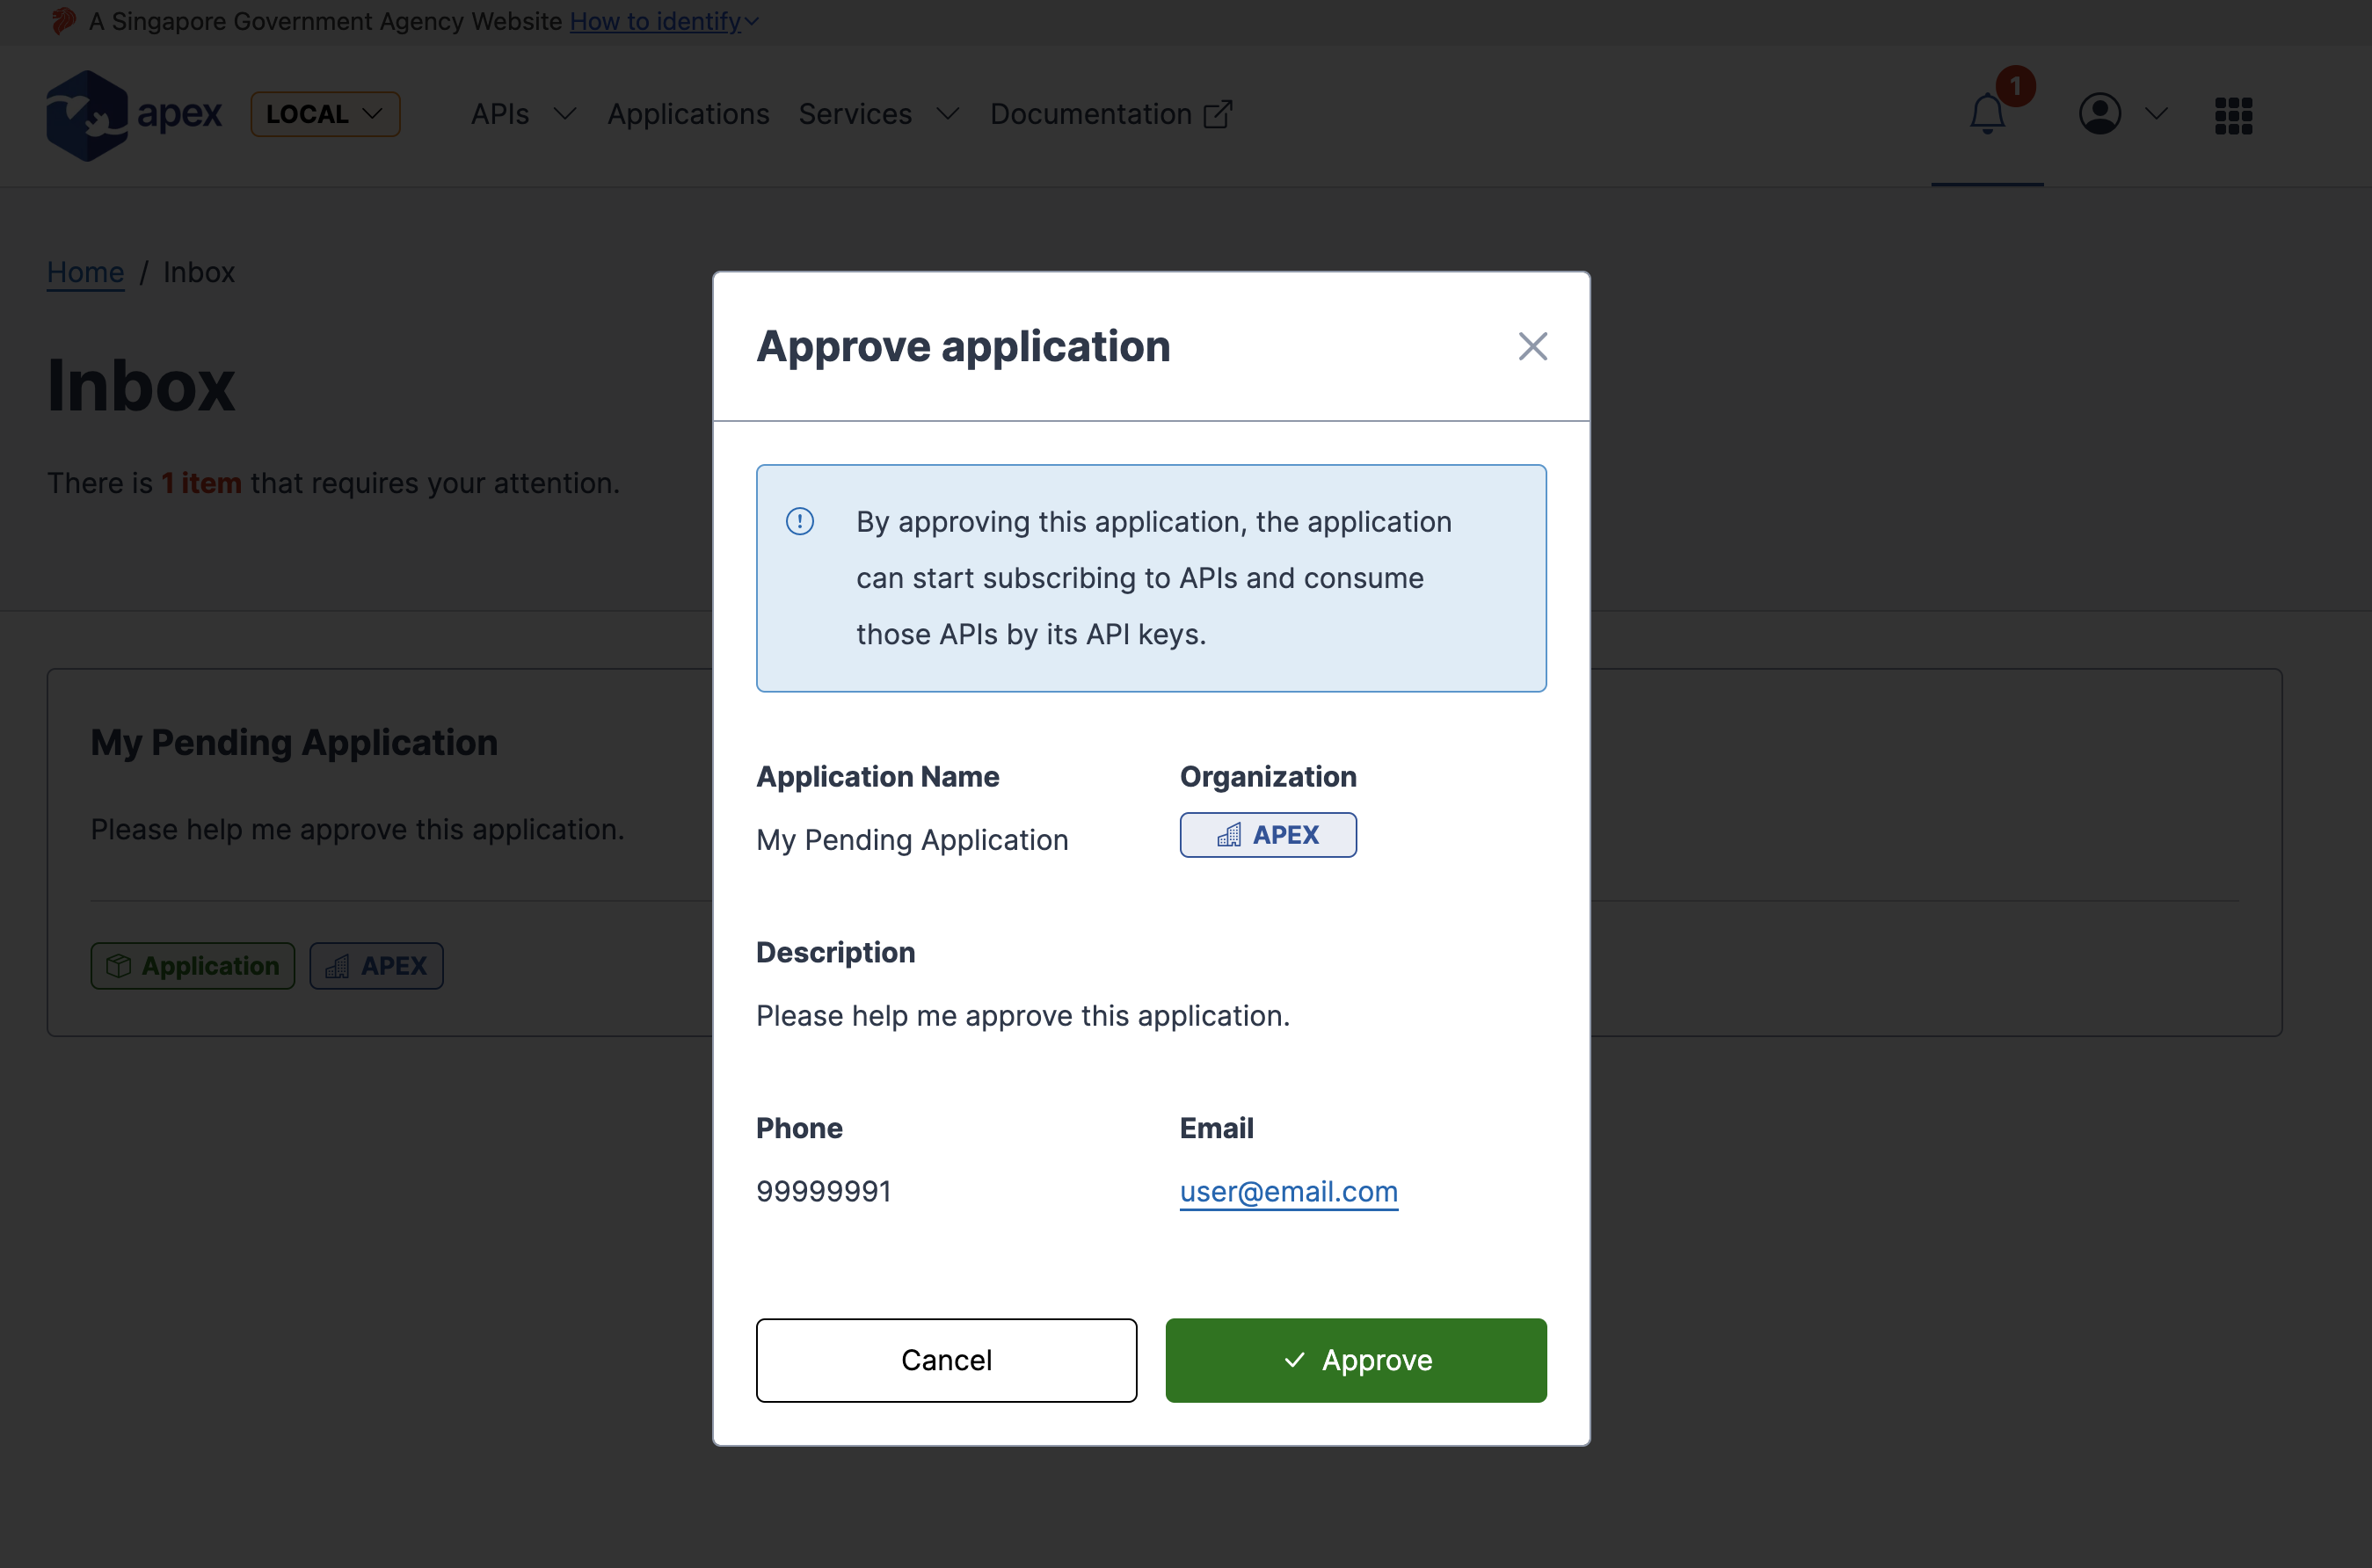 A Singapore Government Agency Website How to identify
apex
LOCAL
APIs
Applications
Services
Documentation
1
Home / Inbox
Inbox
There is 1 item that requires your attention.
My Pending Application
Please help me approve this application.
Application
APEX
Approve application
By approving this application, the application
can start subscribing to APIs and consume
those APIs by its API keys.
Application Name
My Pending Application
Organization
APEX
Description
Please help me approve this application.
Phone
99999991
Email
user@email.com
Cancel
Approve